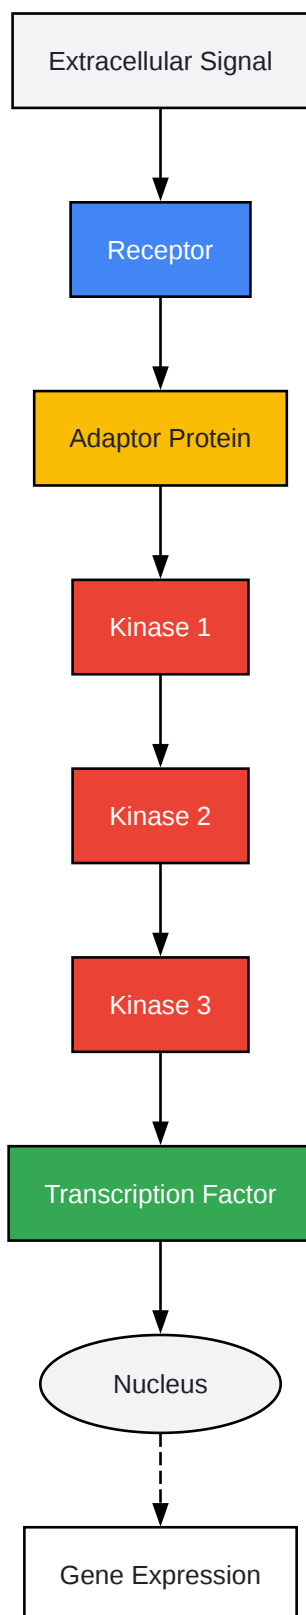 Extracellular Signal
Receptor
Adaptor Protein
Kinase 1
Kinase 2
Kinase 3
Transcription Factor
Nucleus
Gene Expression